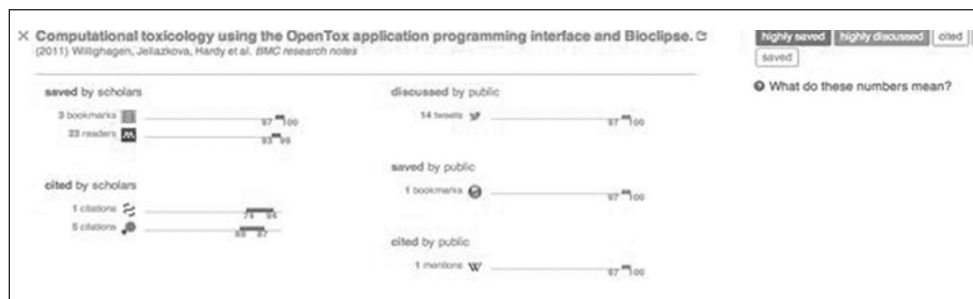 × Computational toxicology using the OpenTox application programming interface and Bioclipse.
(2011) Willighagen, Jeliazkova, Hardy et al. BMC research notes
highly saved highly discussed cited
saved
What do these numbers mean?
saved by scholars
3 bookmarks 97 100
23 readers 93 99
cited by scholars
1 citations 74 94
5 citations 87
discussed by public
14 tweets 97 100
saved by public
1 bookmarks 97 100
cited by public
1 mentions W 97 100